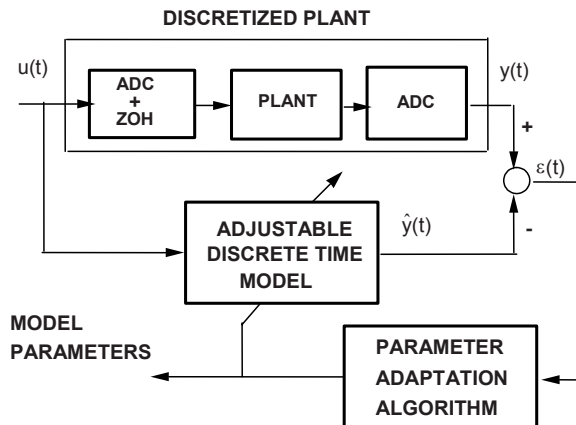 DISCRETIZED PLANT
u(t)
ADC
+
ZOH
PLANT
ADC
y(t)
+
ε(t)
ADJUSTABLE
DISCRETE TIME
MODEL
ŷ(t)
-
MODEL
PARAMETERS
PARAMETER
ADAPTATION
ALGORITHM